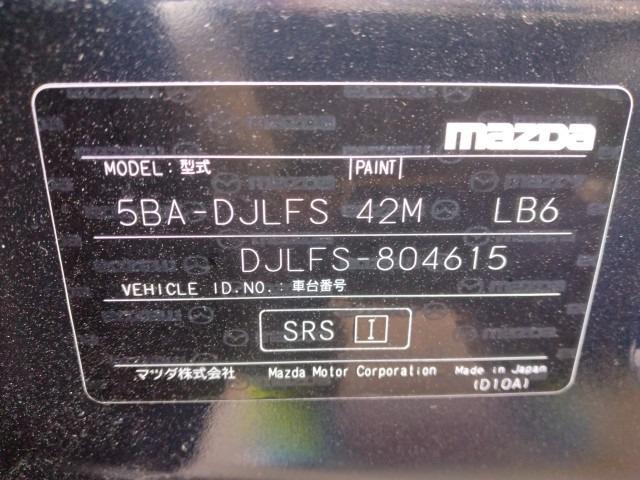 mazda
MODEL: 型式 PAINT
5BA-DJLFS 42M LB6
DJLFS-804615
VEHICLE ID.NO.: 車台番号
SRS I
マツダ株式会社 Mazda Motor Corporation Made in Japan
(D10A)